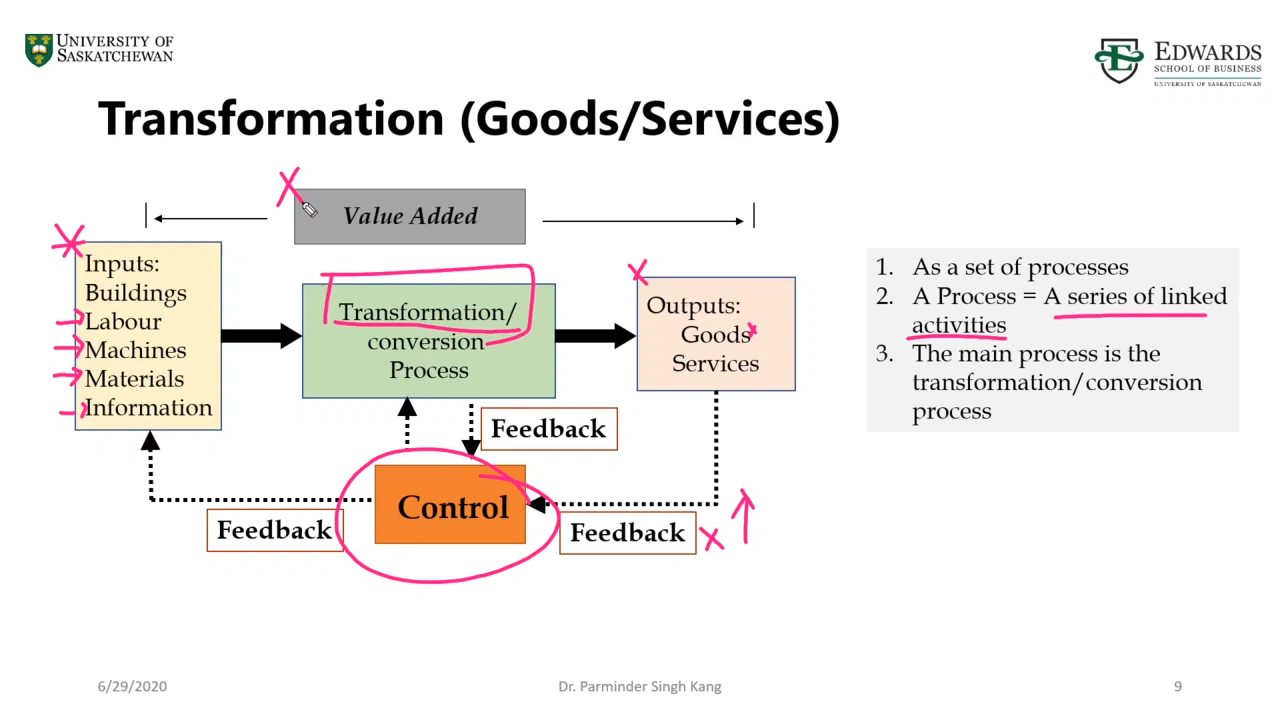 UNIVERSITY OF
SASKATCHEWAN
EDWARDS
SCHOOL OF BUSINESS
UNIVERSITY OF SASKATCHEWAN
Transformation (Goods/Services)
Value Added
Inputs:
Buildings
Labour
Machines
Materials
Information
Transformation/
conversion
Process
Outputs:
Goods
Services
Feedback
Control
Feedback
Feedback
1. As a set of processes
2. A Process = A series of linked
activities
3. The main process is the
transformation/conversion
process
6/29/2020
Dr. Parminder Singh Kang
9